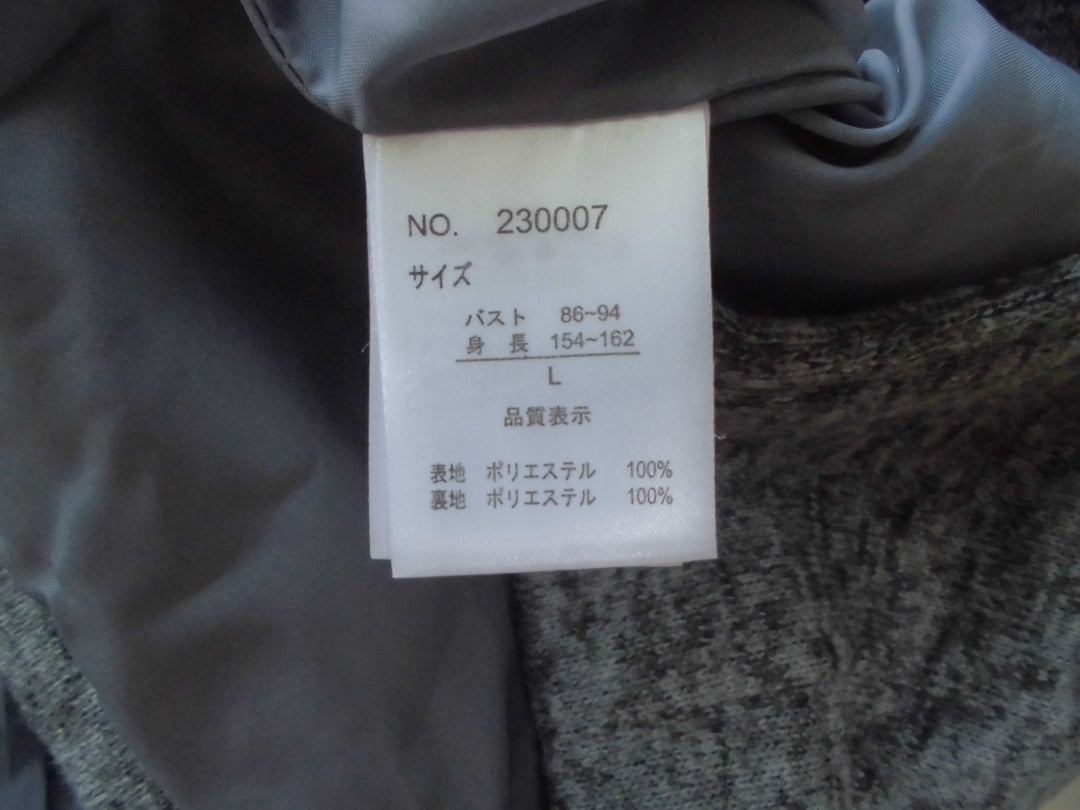 NO. 230007
サイズ
バスト 86~94
身長 154~162
L
品質表示
表地 ポリエステル 100%
裏地 ポリエステル 100%